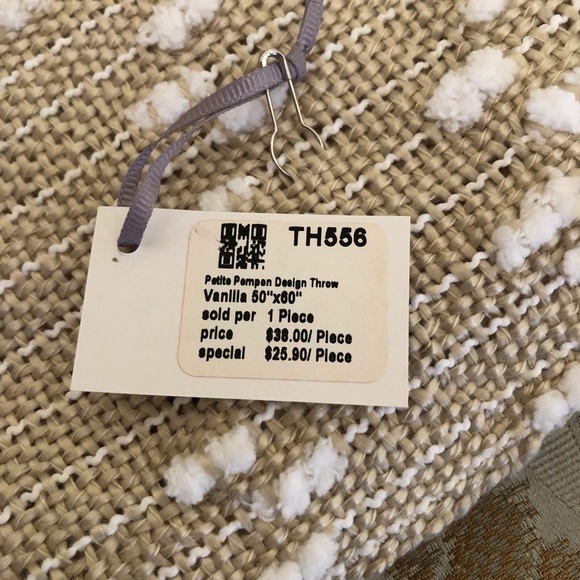 TH556
Petite Pompon Design Throw
Vanilla 50"x60"
sold per 1 Piece
price $38.00/ Piece
special $25.90/ Piece